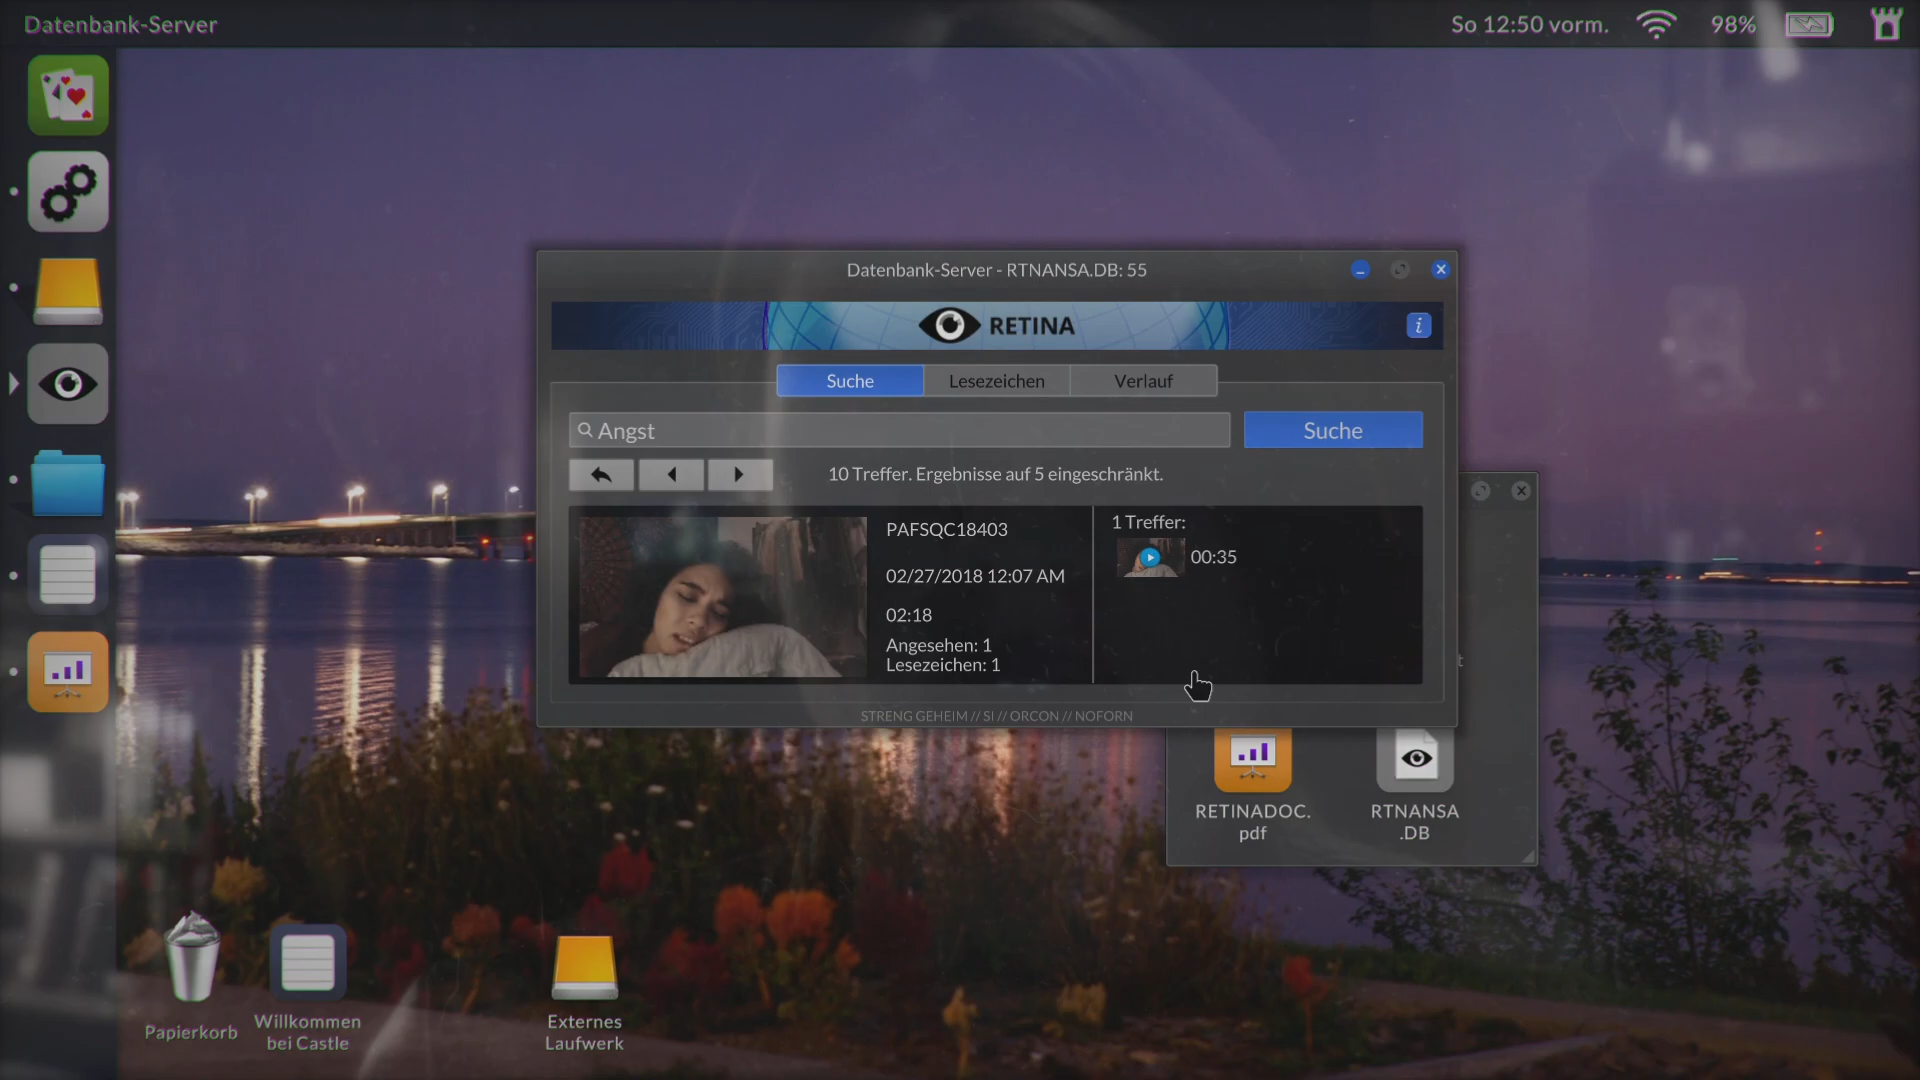 Datenbank-Server
So 12:50 vorm.
98%
Datenbank-Server - RTNANSA.DB: 55
RETINA
i
Suche
Lesezeichen
Verlauf
Angst
Suche
10 Treffer. Ergebnisse auf 5 eingeschränkt.
PAFSQC18403
02/27/2018 12:07 AM
02:18
Angesehen: 1
Lesezeichen: 1
1 Treffer:
00:35
STRENG GEHEIM // SI // ORCON // NOFORN
t
RETINADOC.
pdf
RTNANSA
.DB
Papierkorb
Willkommen
bei Castle
Externes
Laufwerk